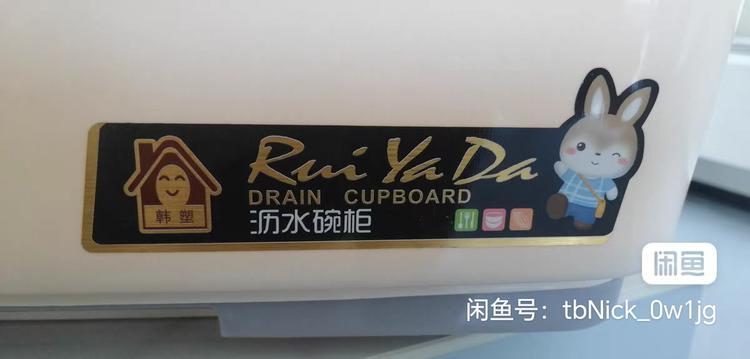 Rui Ya Da
DRAIN CUPBOARD
沥水碗柜
韩塑
闲鱼
闲鱼号：tbNick_0w1jg